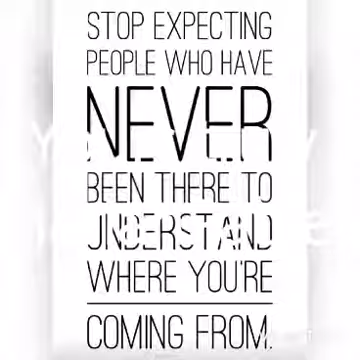 STOP EXPECTING
PEOPLE WHO HAVE
NEVER
BEEN THERE TO
UNDERSTAND
WHERE YOU'RE
COMING FROM.